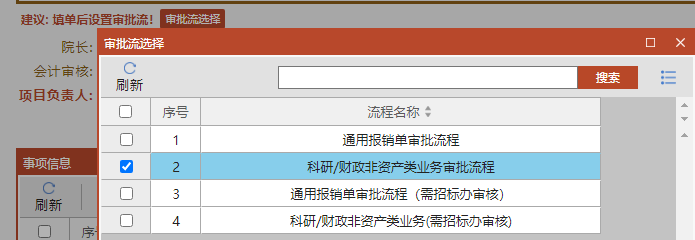 建议: 填单后设置审批流! 审批流选择
审批流选择
院长:
会计审核:
项目负责人:
刷新
搜索
序号 流程名称
1 通用报销单审批流程
2 科研/财政非资产类业务审批流程
3 通用报销单审批流程（需招标办审核）
4 科研/财政非资产类业务(需招标办审核)
事项信息
刷新